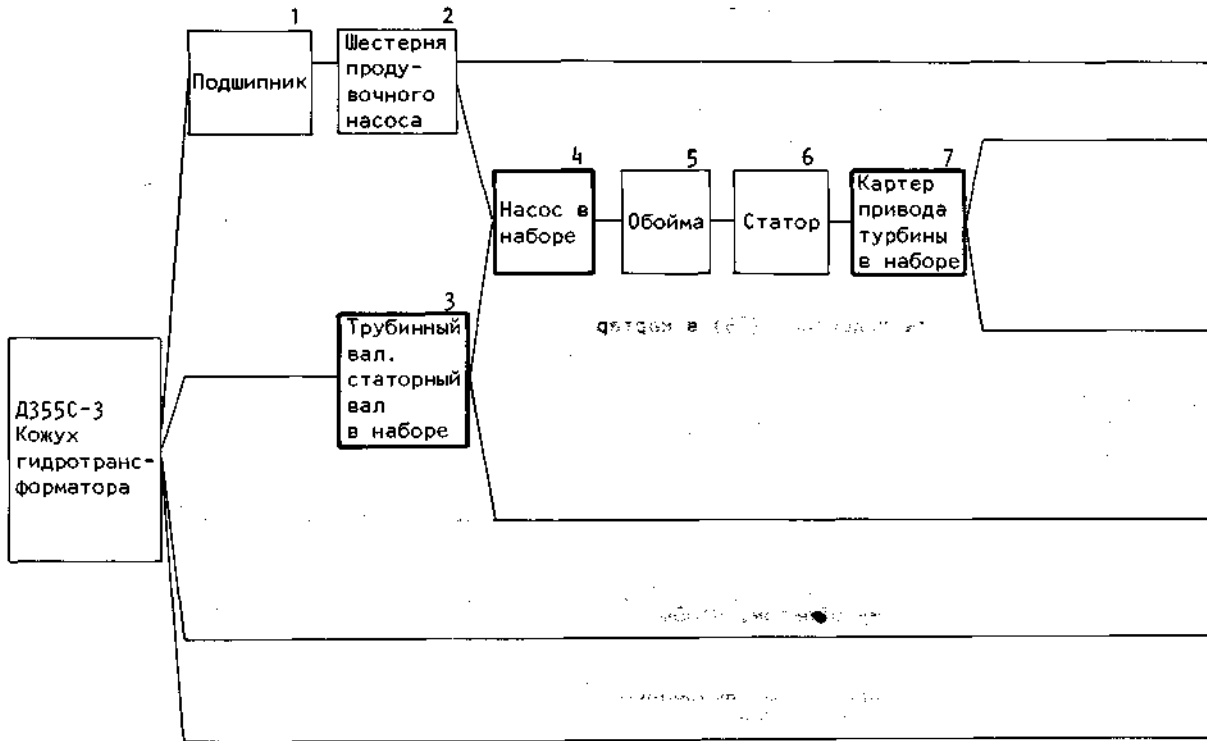 1
2
Подшипник
Шестерня
проду-
вочного
насоса
4
5
6
7
Насос в
наборе
Обойма
Статор
Картер
привода
турбины
в наборе
3
Трубинный
вал.
статорный
вал
в наборе
Д355С-3
Кожух
гидротранс-
форматора